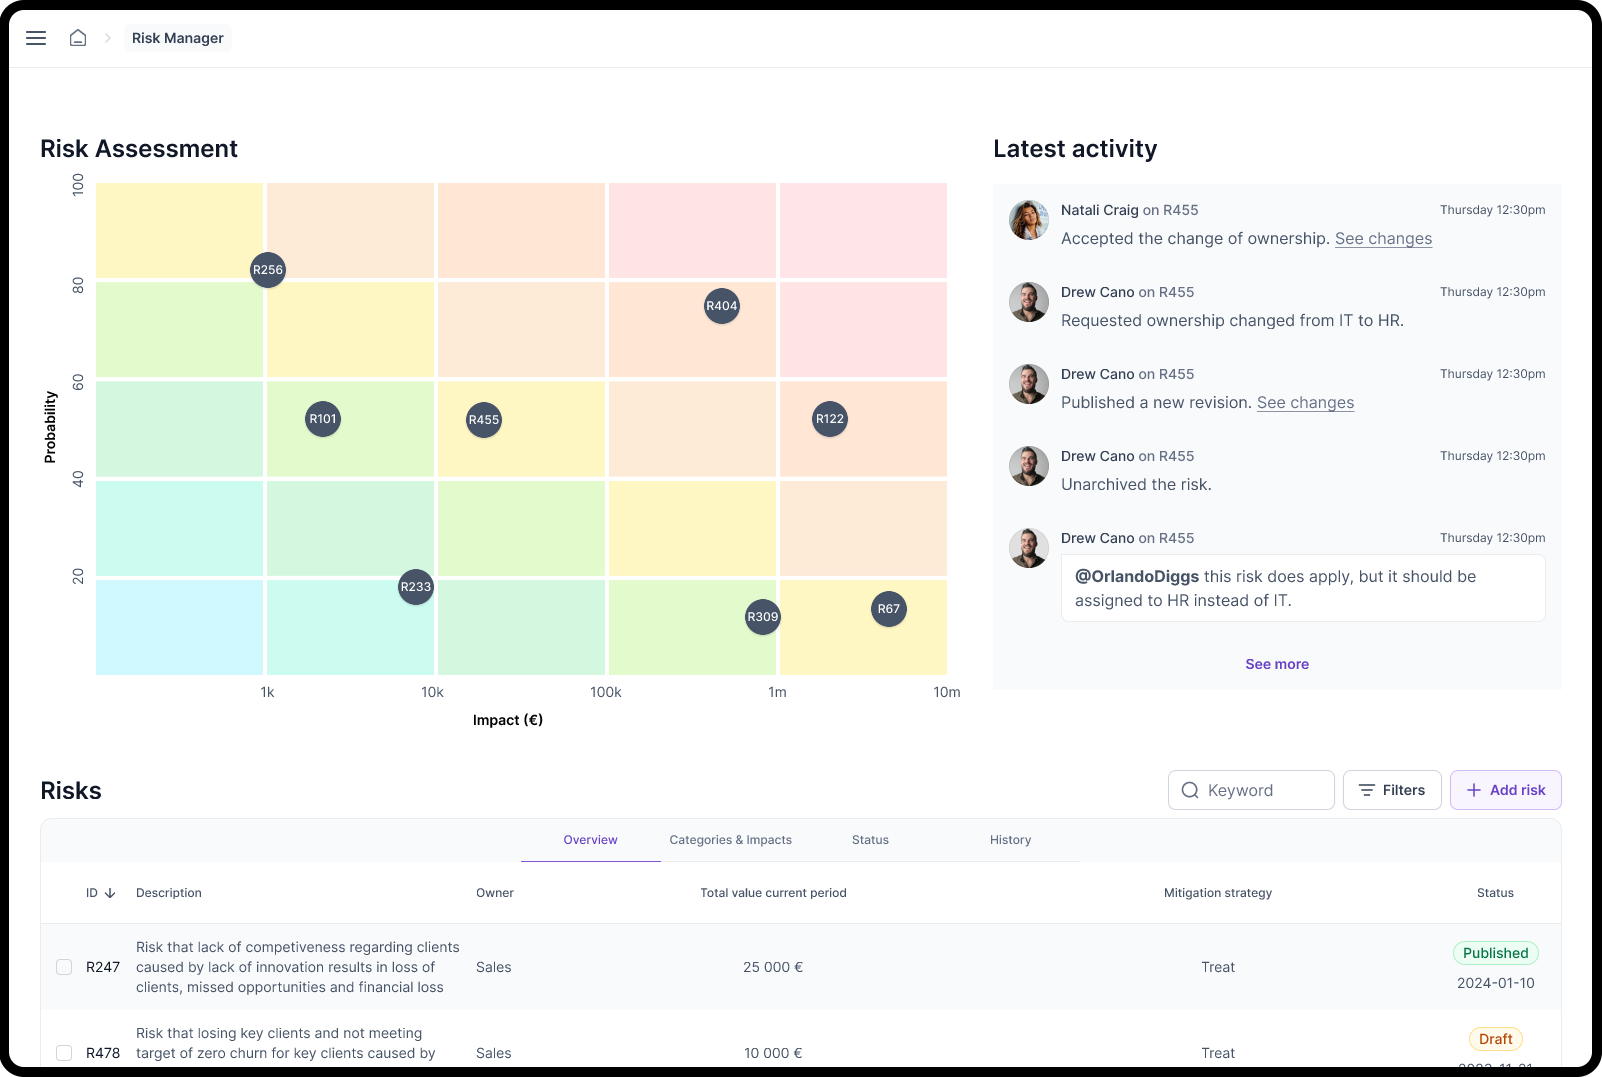 Risk Manager
Risk Assessment
100
80
60
40
20
Probability
R256
R404
R101
R455
R122
R233
R309
R67
1k
10k
100k
1m
10m
Impact (€)
Latest activity
Natali Craig on R455
Thursday 12:30pm
Accepted the change of ownership. See changes
Drew Cano on R455
Thursday 12:30pm
Requested ownership changed from IT to HR.
Drew Cano on R455
Thursday 12:30pm
Published a new revision. See changes
Drew Cano on R455
Thursday 12:30pm
Unarchived the risk.
Drew Cano on R455
Thursday 12:30pm
@OrlandoDiggs this risk does apply, but it should be
assigned to HR instead of IT.
See more
Risks
Keyword
Filters
Add risk
Overview
Categories & Impacts
Status
History
ID
Description
Owner
Total value current period
Mitigation strategy
Status
R247
Risk that lack of competiveness regarding clients
caused by lack of innovation results in loss of
clients, missed opportunities and financial loss
Sales
25 000 €
Treat
Published
2024-01-10
R478
Risk that losing key clients and not meeting
target of zero churn for key clients caused by
Sales
10 000 €
Treat
Draft